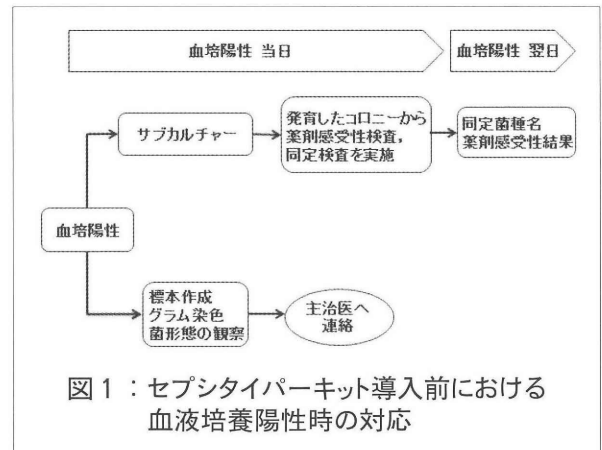 血培陽性 当日
血培陽性 翌日
サブカルチャー
発育したコロニーから
薬剤感受性検査,
同定検査を実施
同定菌種名
薬剤感受性結果
血培陽性
標本作成
グラム染色
菌形態の観察
主治医へ
連絡
図1：セプシタイパーキット導入前における
血液培養陽性時の対応